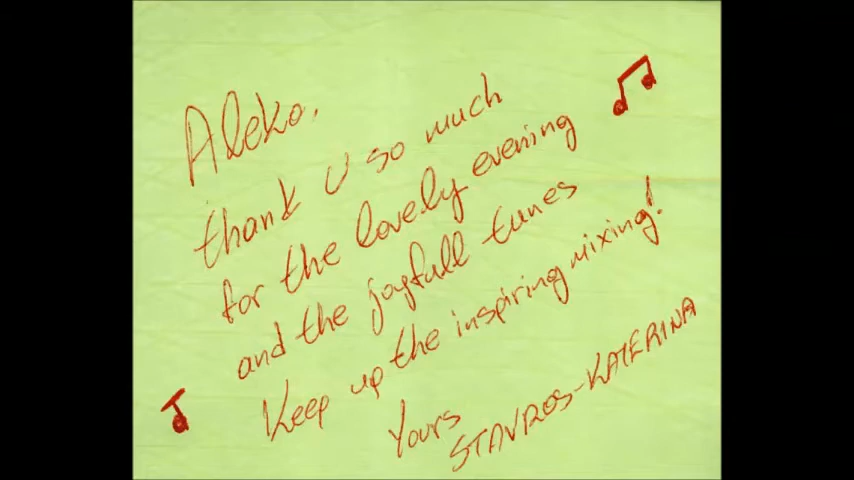 Aleko,
thank U so much
for the lovely evening
and the joyfull tunes
Keep up the inspiring mixing!
Yours
STAVROS-KATERINA